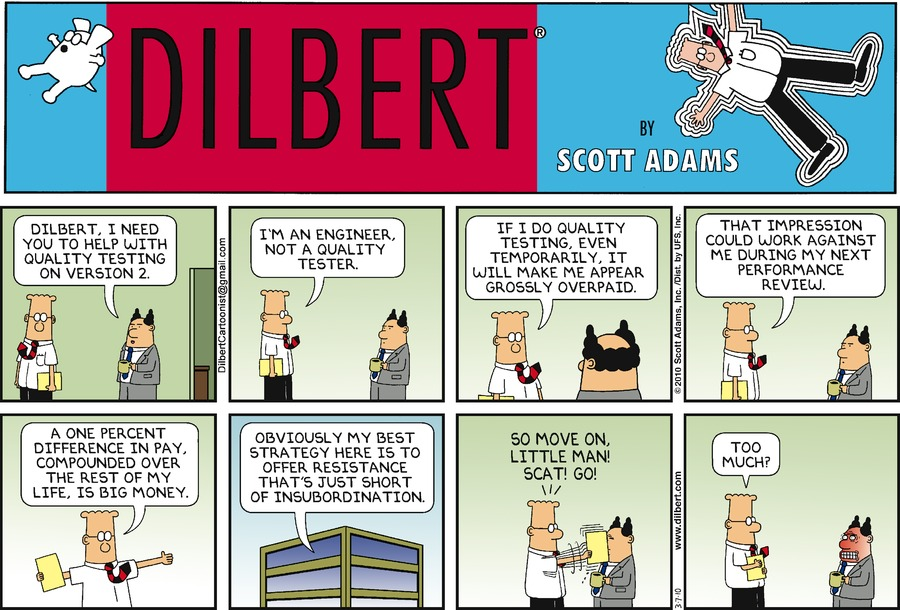 DILBERT®
BY
SCOTT ADAMS
DILBERT, I NEED
YOU TO HELP WITH
QUALITY TESTING
ON VERSION 2.
DilbertCartoonist@gmail.com
I'M AN ENGINEER,
NOT A QUALITY
TESTER.
IF I DO QUALITY
TESTING, EVEN
TEMPORARILY, IT
WILL MAKE ME APPEAR
GROSSLY OVERPAID.
© 2010 Scott Adams, Inc. /Dist. by UFS, Inc.
THAT IMPRESSION
COULD WORK AGAINST
ME DURING MY NEXT
PERFORMANCE
REVIEW.
A ONE PERCENT
DIFFERENCE IN PAY,
COMPOUNDED OVER
THE REST OF MY
LIFE, IS BIG MONEY.
OBVIOUSLY MY BEST
STRATEGY HERE IS TO
OFFER RESISTANCE
THAT'S JUST SHORT
OF INSUBORDINATION.
SO MOVE ON,
LITTLE MAN!
SCAT! GO!
www.dilbert.com
3-7-10
TOO
MUCH?